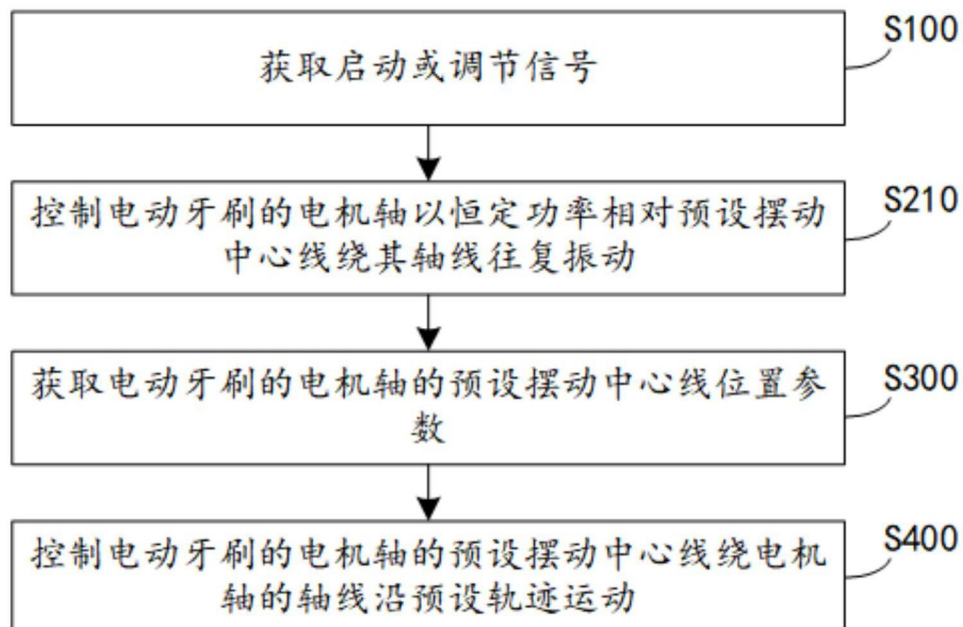 获取启动或调节信号
S100
控制电动牙刷的电机轴以恒定功率相对预设摆动
中心线绕其轴线往复振动
S210
获取电动牙刷的电机轴的预设摆动中心线位置参
数
S300
控制电动牙刷的电机轴的预设摆动中心线绕电机
轴的轴线沿预设轨迹运动
S400